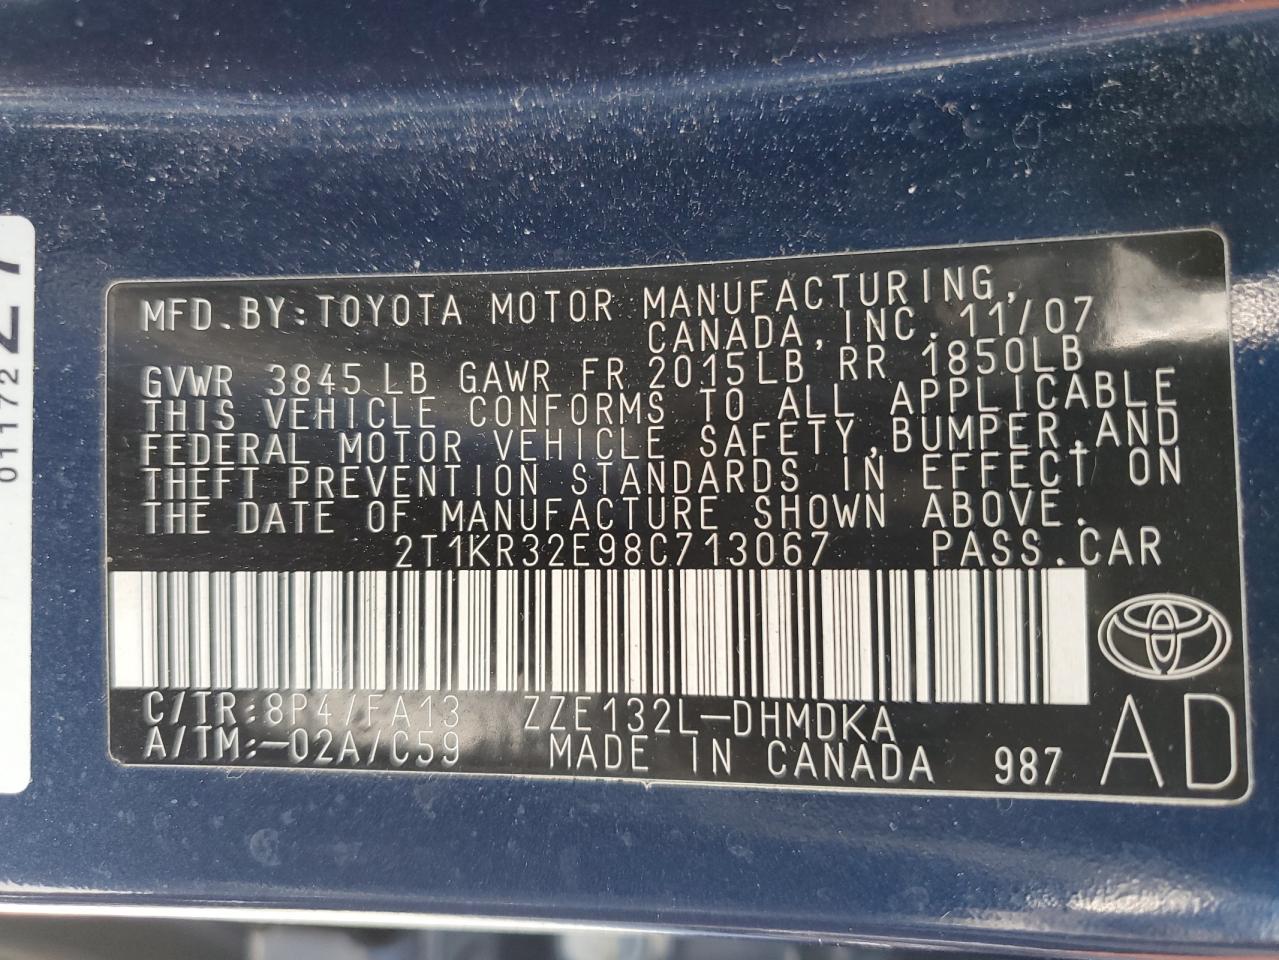 MFD.BY:TOYOTA MOTOR MANUFACTURING,
CANADA, INC. 11/07
GVWR 3845LB GAWR FR 2015LB RR 1850LB
THIS VEHICLE CONFORMS TO ALL APPLICABLE
FEDERAL MOTOR VEHICLE SAFETY,BUMPER,AND
THEFT PREVENTION STANDARDS IN EFFECT ON
THE DATE OF MANUFACTURE SHOWN ABOVE.
2T1KR32E98C713067 PASS.CAR
C/TR:8P4/FA13 ZZE132L-DHMDKA
A/TM:-02A/C59 MADE IN CANADA 987 AD
01172